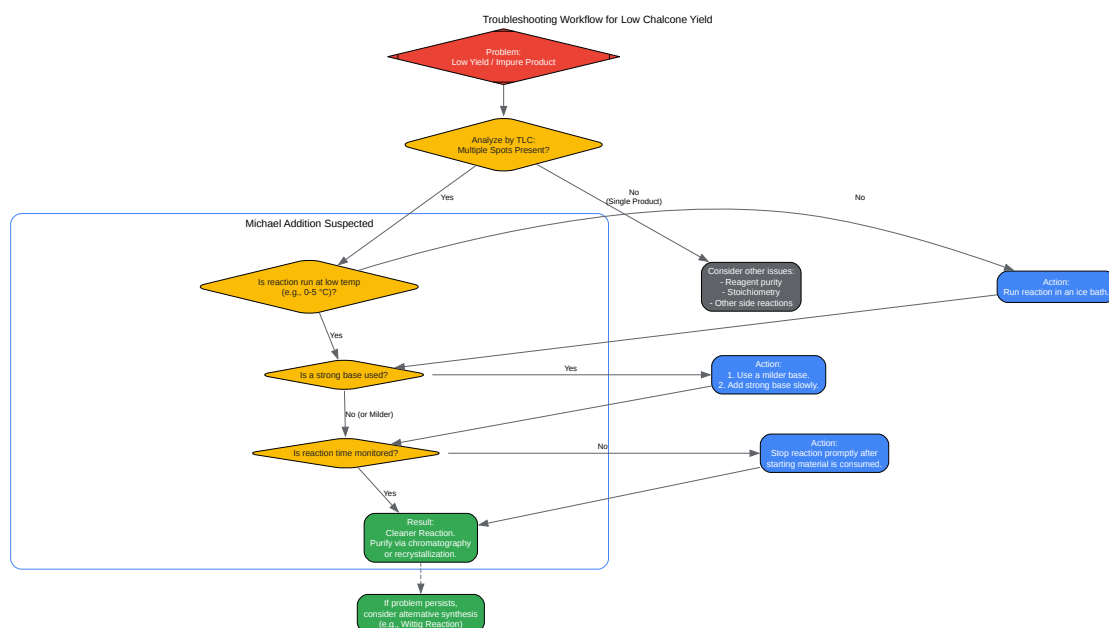 Troubleshooting Workflow for Low Chalcone Yield
Problem:
Low Yield / Impure Product
Analyze by TLC:
Multiple Spots Present?
Yes
No
(Single Product)
No
Michael Addition Suspected
Is reaction run at low temp
(e.g., 0-5 °C)?
Consider other issues:
- Reagent purity
- Stoichiometry
- Other side reactions
Action:
Run reaction in an ice bath.
Yes
Is a strong base used?
Yes
Action:
1. Use a milder base.
2. Add strong base slowly.
No (or Milder)
Is reaction time monitored?
No
Action:
Stop reaction promptly after
starting material is consumed.
Yes
Result:
Cleaner Reaction.
Purify via chromatography
or recrystallization.
If problem persists,
consider alternative synthesis
(e.g., Wittig Reaction)